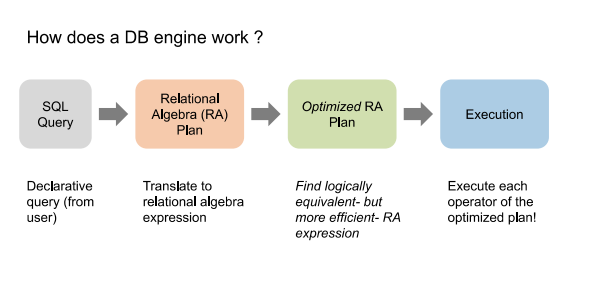 How does a DB engine work ?
SQL
Query
Relational
Algebra (RA)
Plan
Optimized RA
Plan
Execution
Declarative
query (from
user)
Translate to
relational algebra
expression
Find logically
equivalent- but
more efficient- RA
expression
Execute each
operator of the
optimized plan!